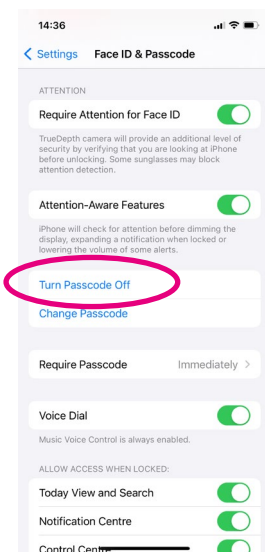 14:36
Settings Face ID & Passcode
ATTENTION
Require Attention for Face ID
TrueDepth camera will provide an additional level of
security by verifying that you are looking at iPhone
before unlocking. Some sunglasses may block
attention detection.
Attention-Aware Features
iPhone will check for attention before dimming the
display, expanding a notification when locked or
lowering the volume of some alerts.
Turn Passcode Off
Change Passcode
Require Passcode Immediately
Voice Dial
Music Voice Control is always enabled.
ALLOW ACCESS WHEN LOCKED:
Today View and Search
Notification Centre
Control Centre